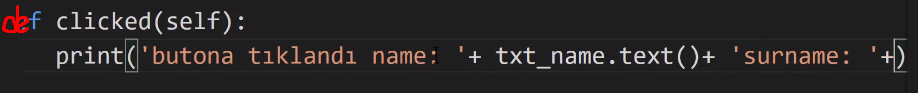 def clicked(self):
print('butona tıklandı name: '+ txt_name.text()+ 'surname: '+)